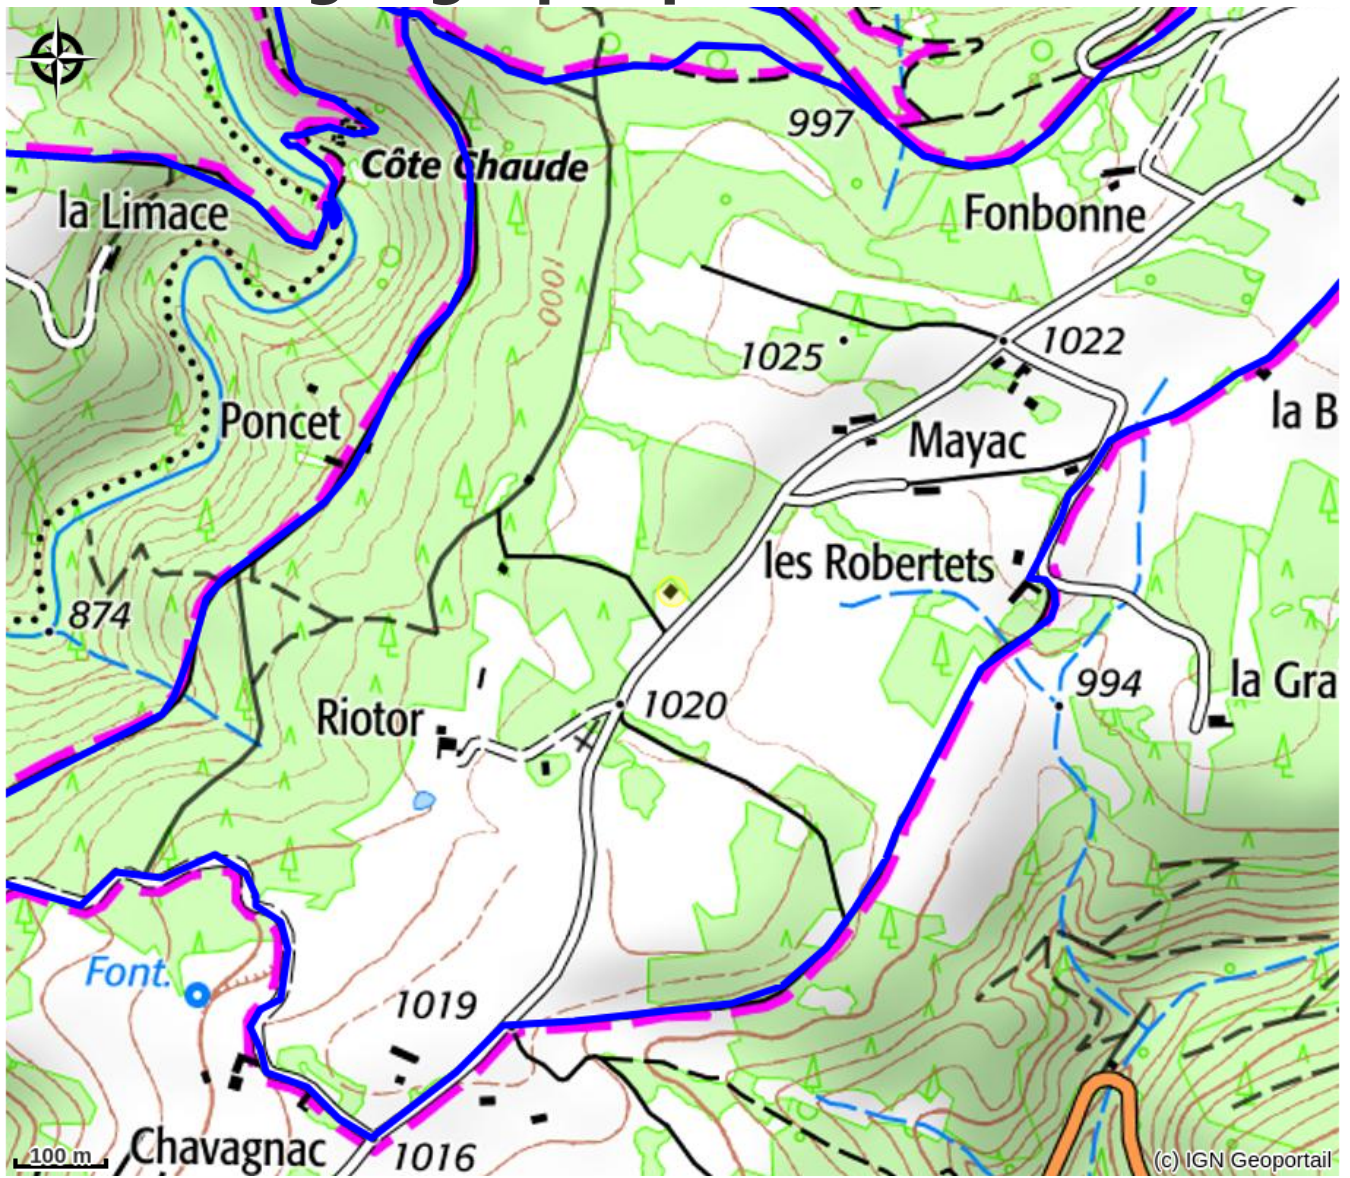 997
Côte Chaude
la Limace
Fonbonne
1000
1025
1022
la B
Poncet
Mayac
les Robertets
874
994
la Gra
Riotor
1020
Font.
1019
Chavagnac
1016
100 m
(c) IGN Geoportail